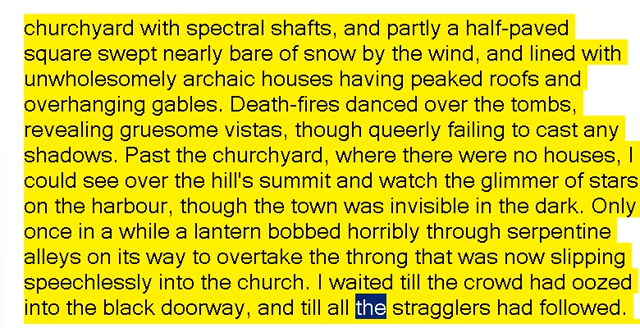 churchyard with spectral shafts, and partly a half-paved
square swept nearly bare of snow by the wind, and lined with
unwholesomely archaic houses having peaked roofs and
overhanging gables. Death-fires danced over the tombs,
revealing gruesome vistas, though queerly failing to cast any
shadows. Past the churchyard, where there were no houses, I
could see over the hill's summit and watch the glimmer of stars
on the harbour, though the town was invisible in the dark. Only
once in a while a lantern bobbed horribly through serpentine
alleys on its way to overtake the throng that was now slipping
speechlessly into the church. I waited till the crowd had oozed
into the black doorway, and till all the stragglers had followed.